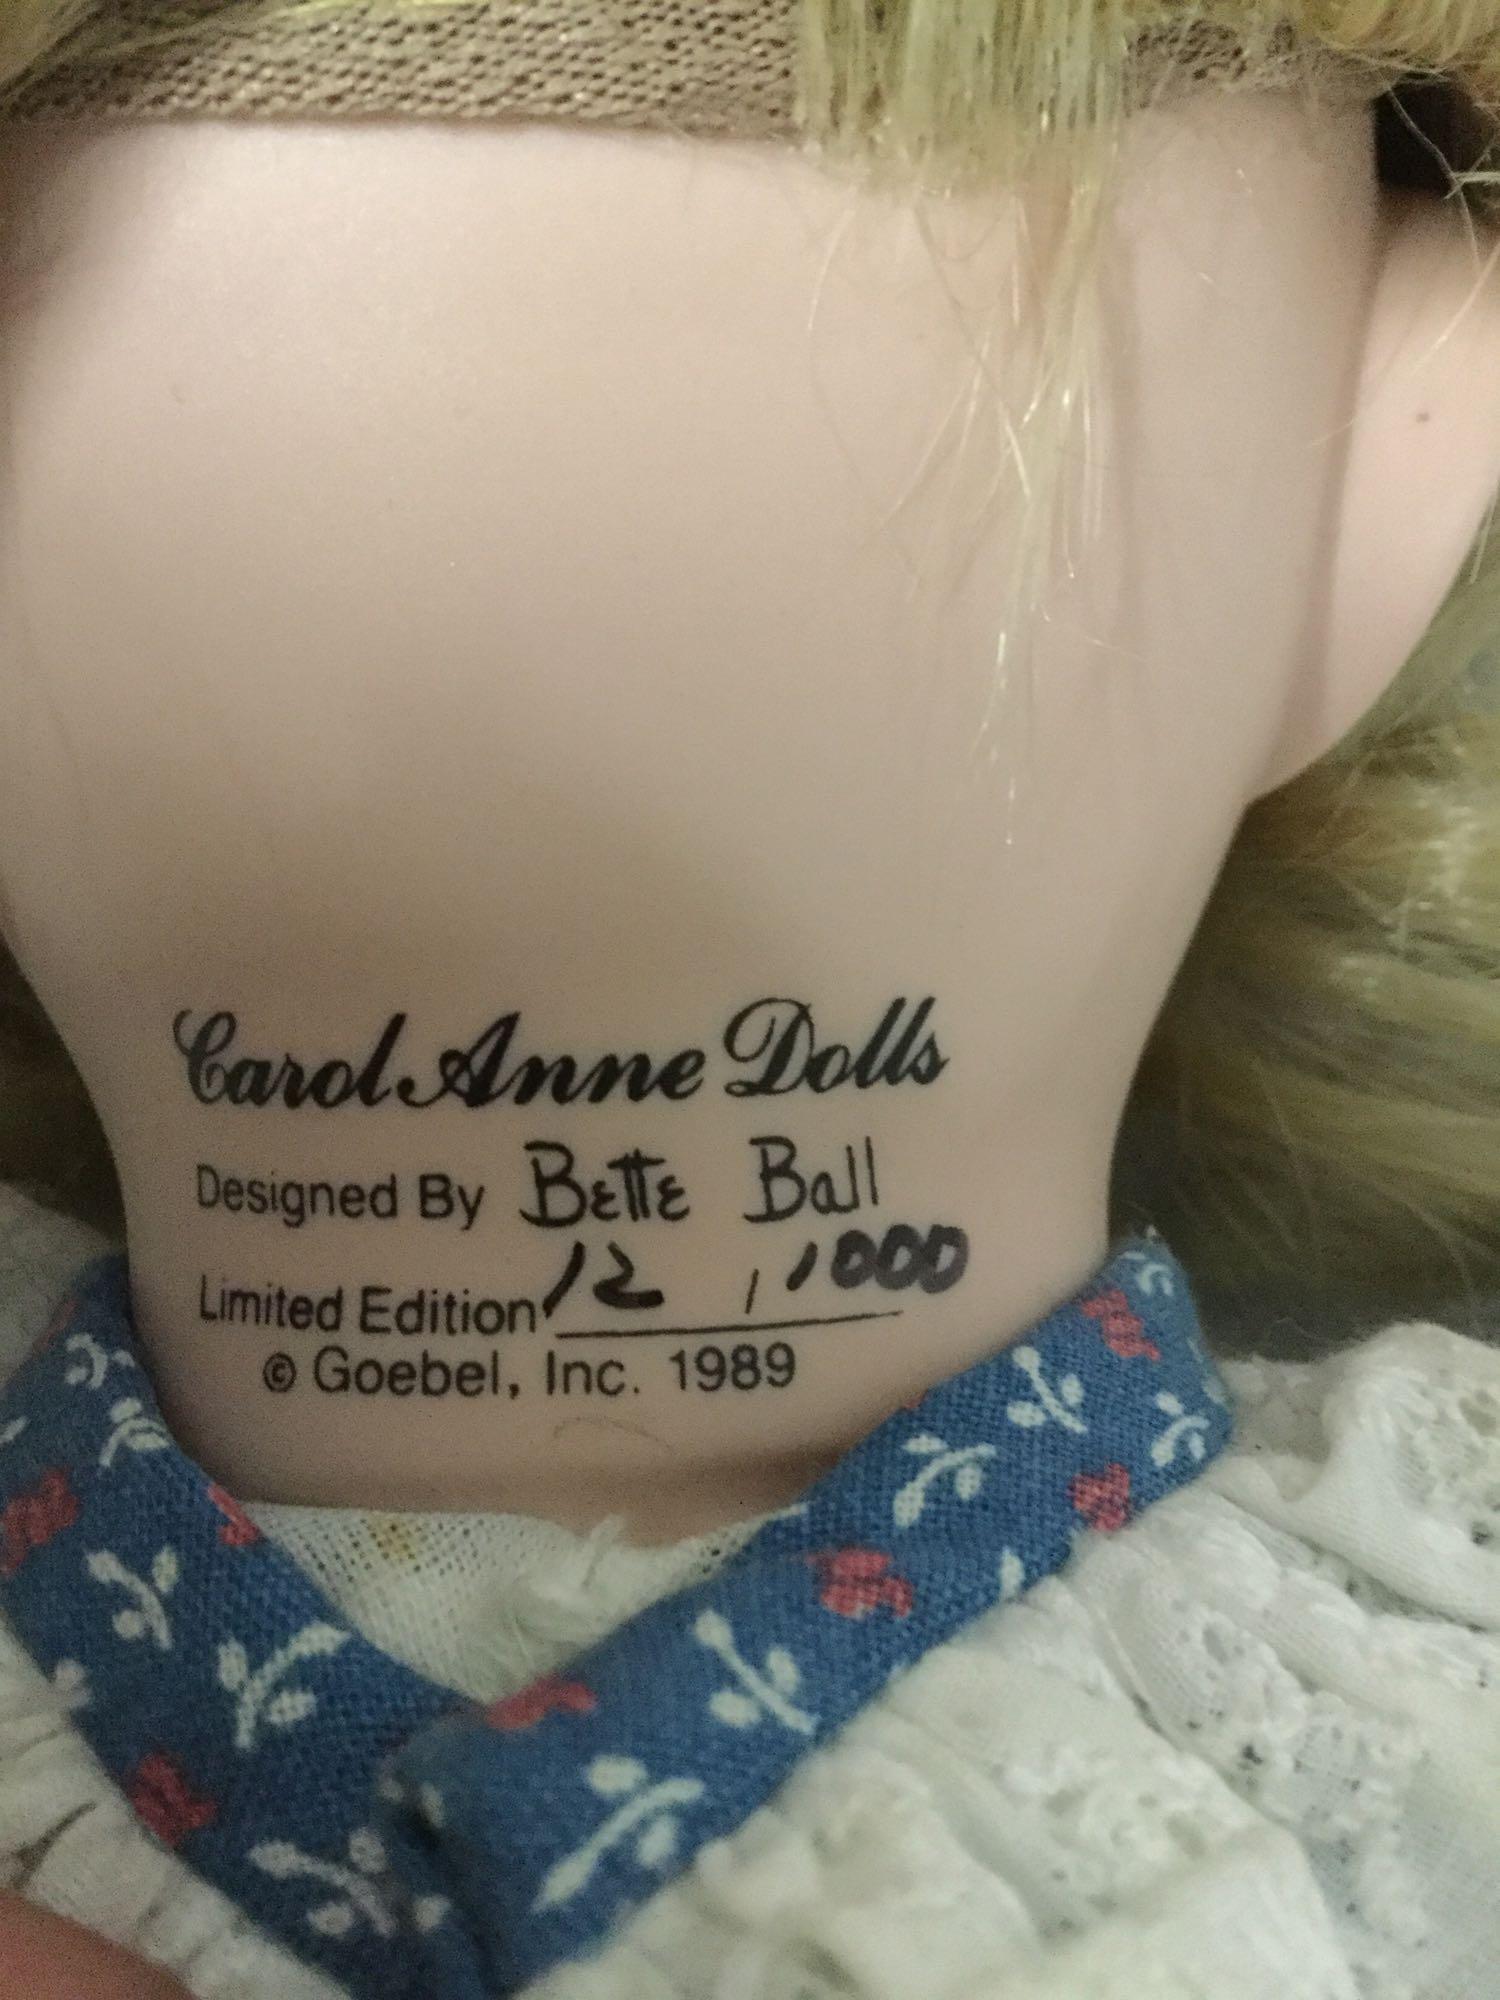 Carol Anne Dolls
Designed By Bette Ball
Limited Edition 12 / 1000
© Goebel, Inc. 1989